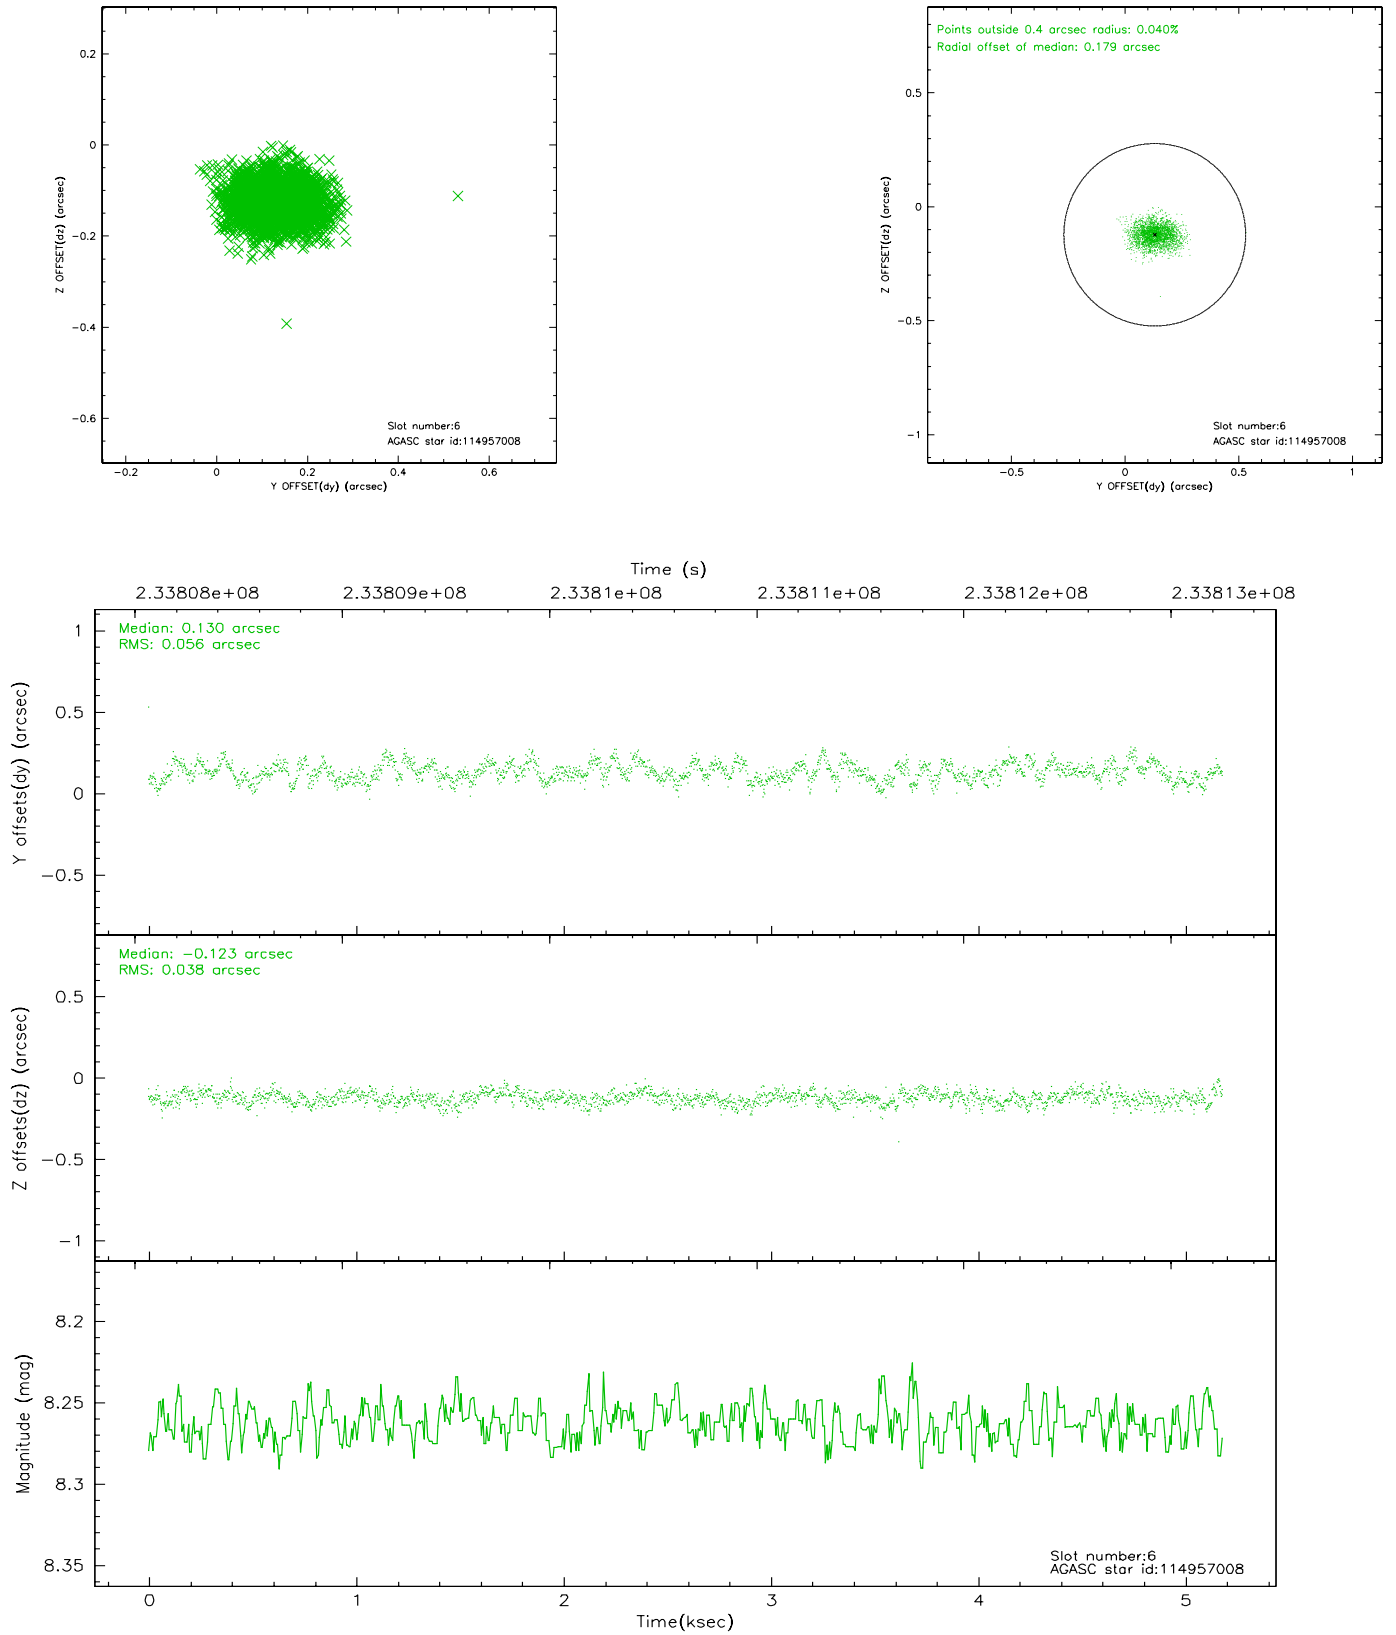 0.2
0
−0.2
−0.4
−0.6
Z OFFSET(dz) (arcsec)
Slot number:6
AGASC star id:114957008
−0.2 0 0.2 0.4 0.6
Y OFFSET(dy) (arcsec)
Points outside 0.4 arcsec radius: 0.040%
Radial offset of median: 0.179 arcsec
0.5
0
−0.5
−1
Z OFFSET(dz) (arcsec)
Slot number:6
AGASC star id:114957008
−0.5 0 0.5 1
Y OFFSET(dy) (arcsec)
Time (s)
2.33808e+08 2.33809e+08 2.3381e+08 2.33811e+08 2.33812e+08 2.33813e+08
Median: 0.130 arcsec
RMS: 0.056 arcsec
1
0.5
0
−0.5
Y offsets(dy) (arcsec)
Median: −0.123 arcsec
RMS: 0.038 arcsec
0.5
0
−0.5
−1
Z offsets(dz) (arcsec)
8.2
8.25
8.3
8.35
Magnitude (mag)
Slot number:6
AGASC star id:114957008
0 1 2 3 4 5
Time(ksec)